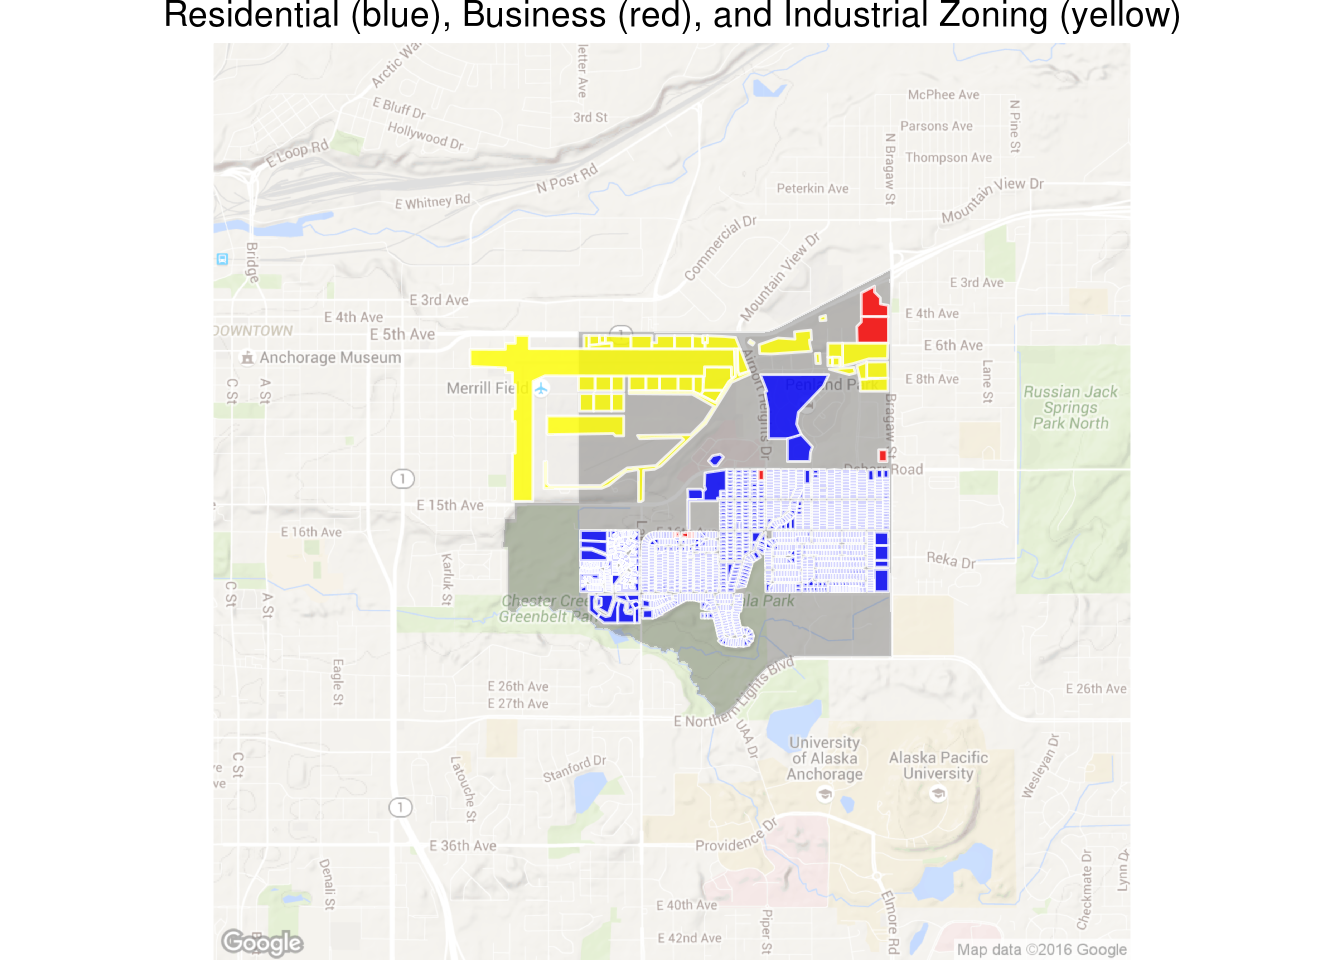 Residential (blue), Business (red), and Industrial Zoning (yellow)
Arctic Wa
letter Ave
McPhee Ave
E Bluff Dr
3rd St
N Pine St
Hollywood Dr
Parsons Ave
E Loop Rd
N Bragaw St
Thompson Ave
N Post Rd
Peterkin Ave
Mountain View Dr
E Whitney Rd
Commercial Dr
Bridge
Mountain View Dr
E 3rd Ave
E 3rd Ave
E 4th Ave
E 4th Ave
DOWNTOWN
E 5th Ave
1
Anchorage Museum
E 6th Ave
Airport Heights Dr
Merrill Field
Penland Park
E 8th Ave
Lane St
C St
A St
Russian Jack
Springs
Park North
Bragaw St
Debarr Road
1
E 15th Ave
E 16th Ave
E 16th Av
Reka Dr
Karluk St
C St
A St
Chester Cree
Greenbelt Pa
ala Park
Eagle St
E 26th Ave
E 26th Ave
E 27th Ave
E Northern Lights Blvd
UAA Dr
C St
University
of Alaska
Anchorage
Alaska Pacific
University
Wesleyan Dr
Latouche St
Stanford Dr
1
E 36th Ave
Providence Dr
Denali St
Elmore Rd
Checkmate Dr
Lynn D
E 40th Ave
Piper St
E 42nd Ave
Google
Map data ©2016 Google